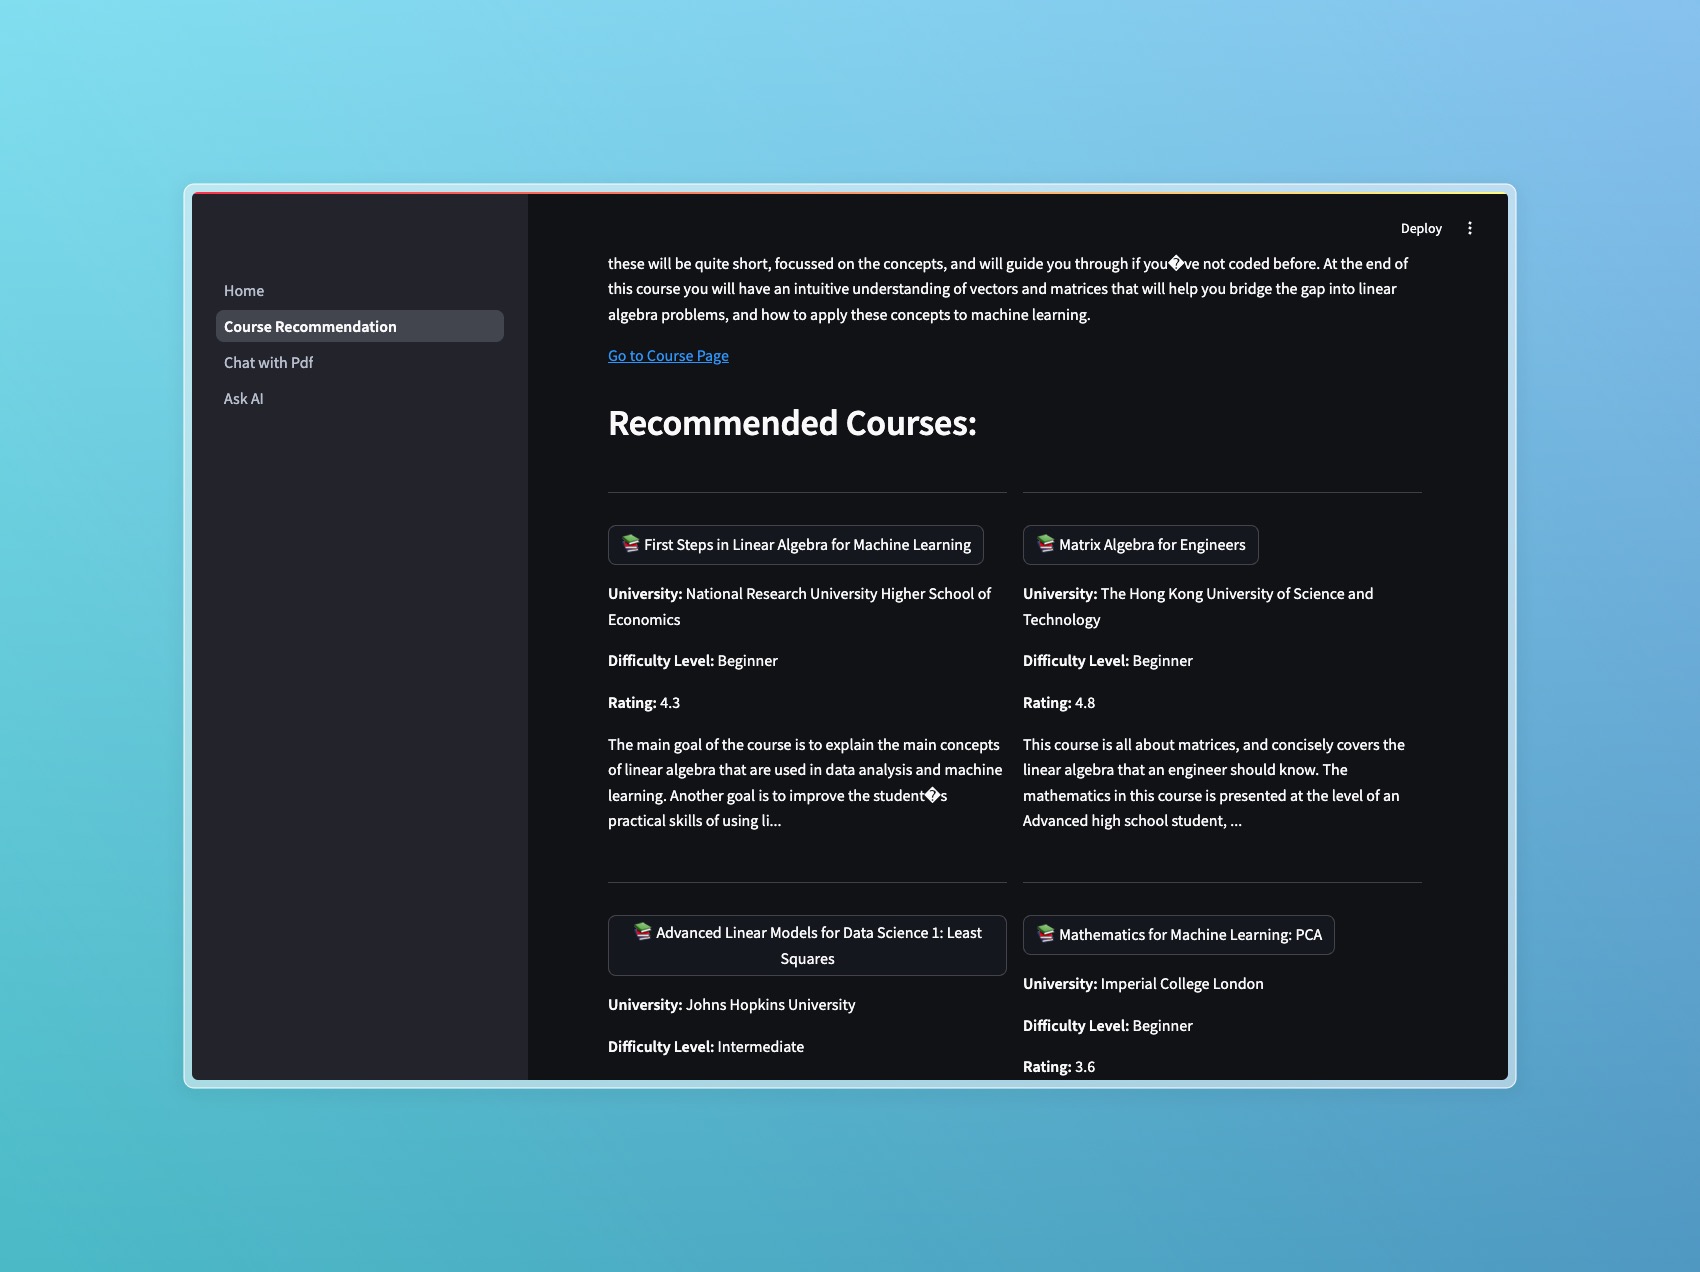 Deploy
Home
Course Recommendation
Chat with Pdf
Ask AI
these will be quite short, focussed on the concepts, and will guide you through if you�ve not coded before. At the end of
this course you will have an intuitive understanding of vectors and matrices that will help you bridge the gap into linear
algebra problems, and how to apply these concepts to machine learning.
Go to Course Page
Recommended Courses:
📚 First Steps in Linear Algebra for Machine Learning
University: National Research University Higher School of
Economics
Difficulty Level: Beginner
Rating: 4.3
The main goal of the course is to explain the main concepts
of linear algebra that are used in data analysis and machine
learning. Another goal is to improve the student�s
practical skills of using li...
📚 Matrix Algebra for Engineers
University: The Hong Kong University of Science and
Technology
Difficulty Level: Beginner
Rating: 4.8
This course is all about matrices, and concisely covers the
linear algebra that an engineer should know. The
mathematics in this course is presented at the level of an
Advanced high school student, ...
📚 Advanced Linear Models for Data Science 1: Least
Squares
University: Johns Hopkins University
Difficulty Level: Intermediate
📚 Mathematics for Machine Learning: PCA
University: Imperial College London
Difficulty Level: Beginner
Rating: 3.6